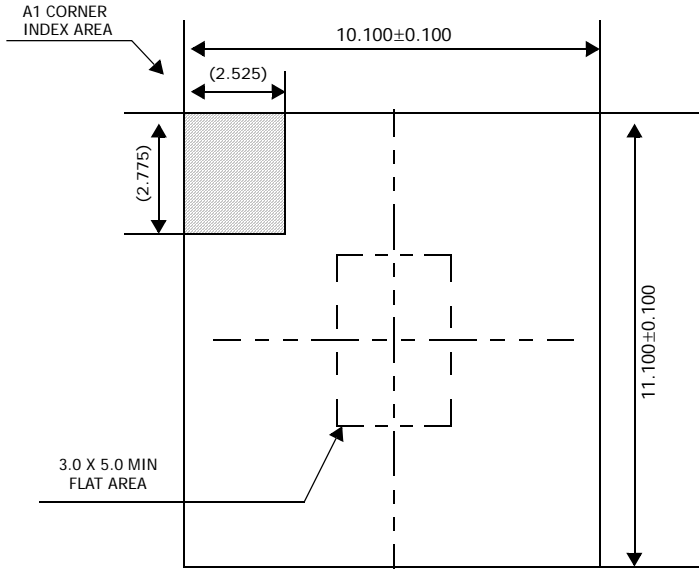 A1 CORNER
INDEX AREA
10.100±0.100
(2.525)
(2.775)
11.100±0.100
3.0 X 5.0 MIN
FLAT AREA